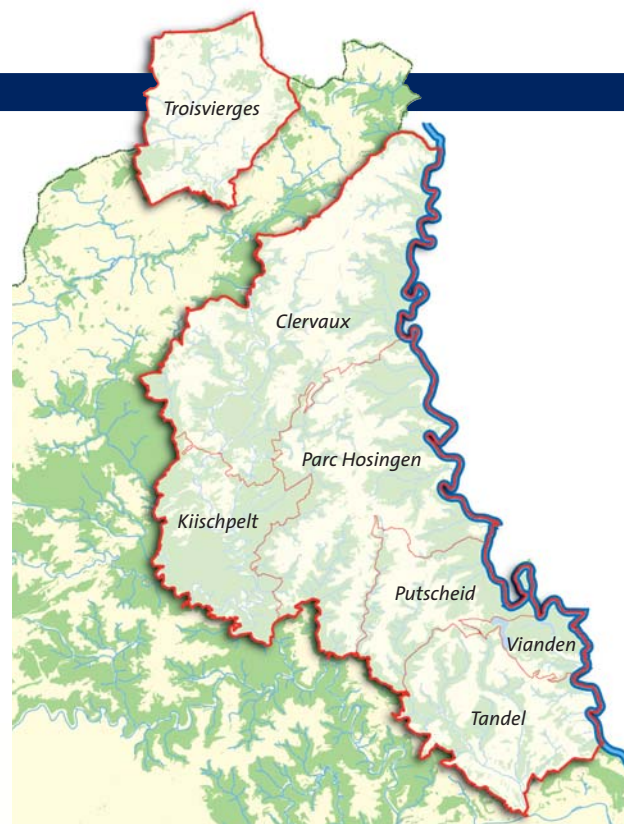 Troisvierges
Clervaux
Parc Hosingen
Kiischpelt
Putscheid
Vianden
Tandel